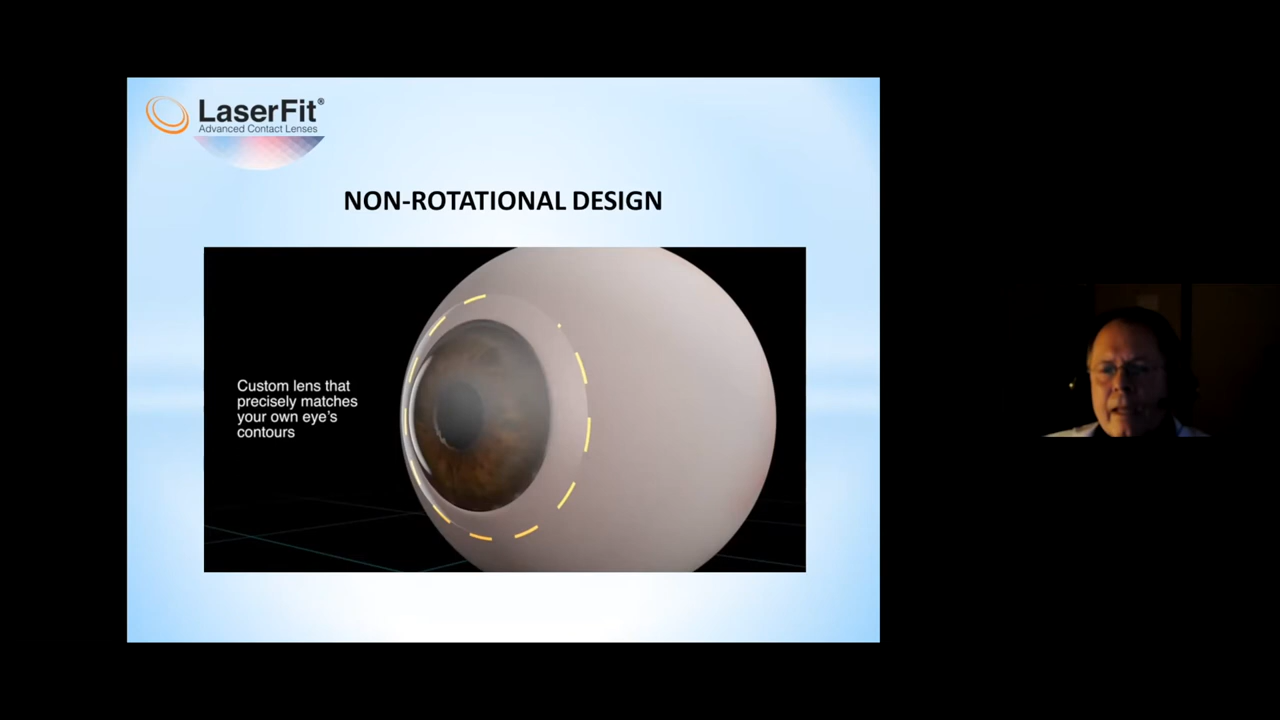 LaserFit®
Advanced Contact Lenses
NON-ROTATIONAL DESIGN
Custom lens that
precisely matches
your own eye's
contours